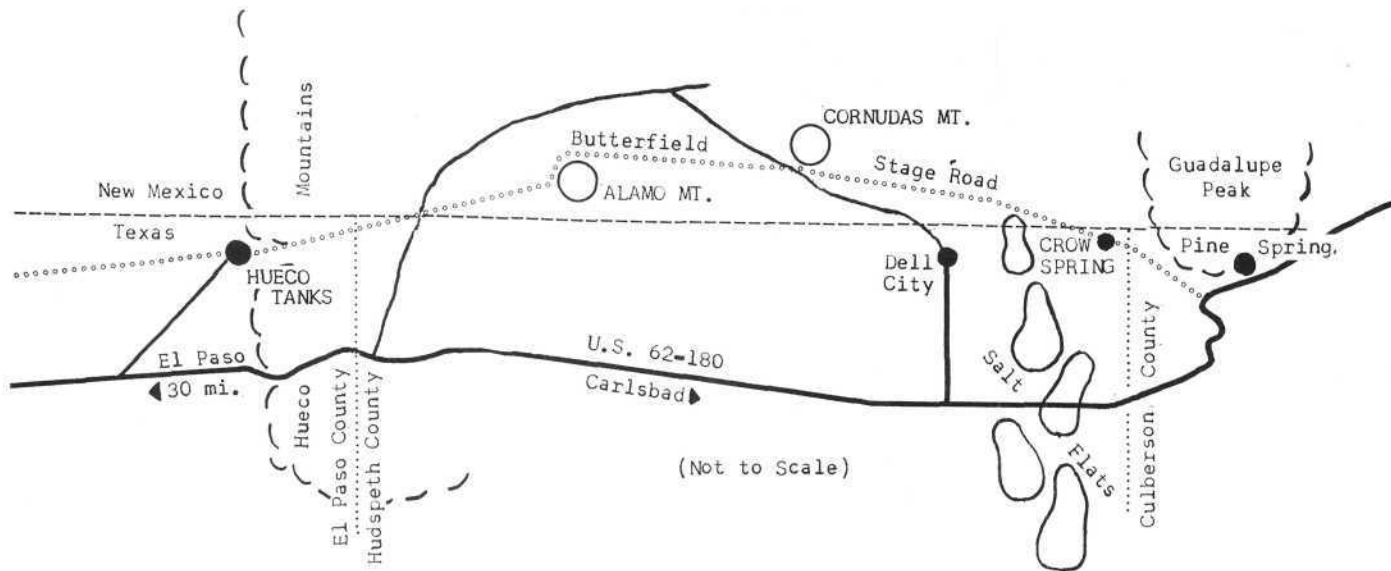 Mountains
Hueco
New Mexico
Texas
HUECO
TANKS
El Paso
30 mi.
El Paso County
Hudspeth County
Butterfield
Stage Road
ALAMO MT.
CORNUDAS MT.
U.S. 62-180
Carlsbad
(Not to Scale)
Dell
City
CROW
SPRING
Salt
Flats
Culberson County
Guadalupe
Peak
Pine Spring